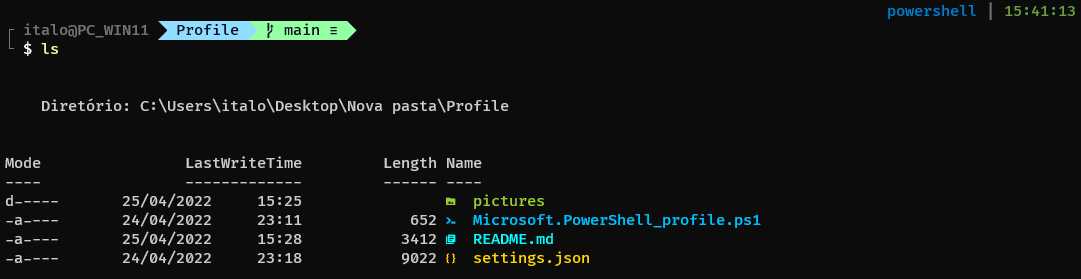 powershell | 15:41:13
italo@PC_WIN11 Profile main ≡
$ ls
Diretório: C:\Users\italo\Desktop\Nova pasta\Profile
Mode LastWriteTime Length Name
---- ------------- ------ ----
d----- 25/04/2022 15:25 pictures
-a---- 24/04/2022 23:11 652 Microsoft.PowerShell_profile.ps1
-a---- 25/04/2022 15:28 3412 README.md
-a---- 24/04/2022 23:18 9022 settings.json